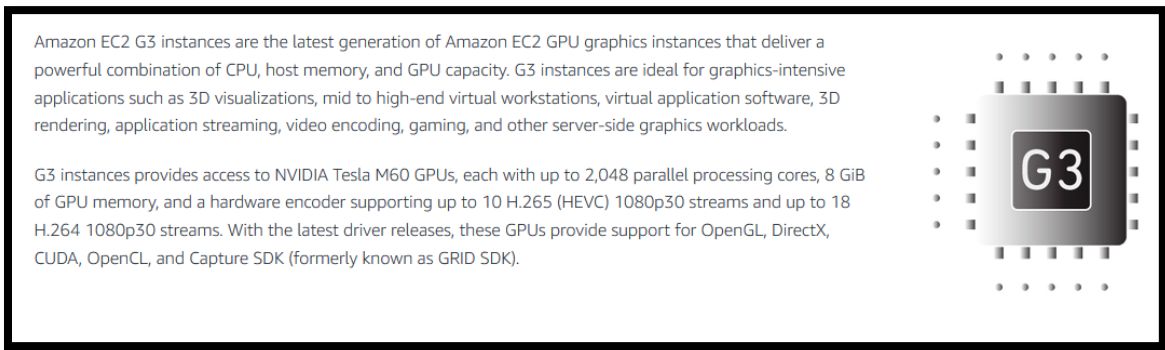 Amazon EC2 G3 instances are the latest generation of Amazon EC2 GPU graphics instances that deliver a
powerful combination of CPU, host memory, and GPU capacity. G3 instances are ideal for graphics-intensive
applications such as 3D visualizations, mid to high-end virtual workstations, virtual application software, 3D
rendering, application streaming, video encoding, gaming, and other server-side graphics workloads.
G3 instances provides access to NVIDIA Tesla M60 GPUs, each with up to 2,048 parallel processing cores, 8 GiB
of GPU memory, and a hardware encoder supporting up to 10 H.265 (HEVC) 1080p30 streams and up to 18
H.264 1080p30 streams. With the latest driver releases, these GPUs provide support for OpenGL, DirectX,
CUDA, OpenCL, and Capture SDK (formerly known as GRID SDK).
G3